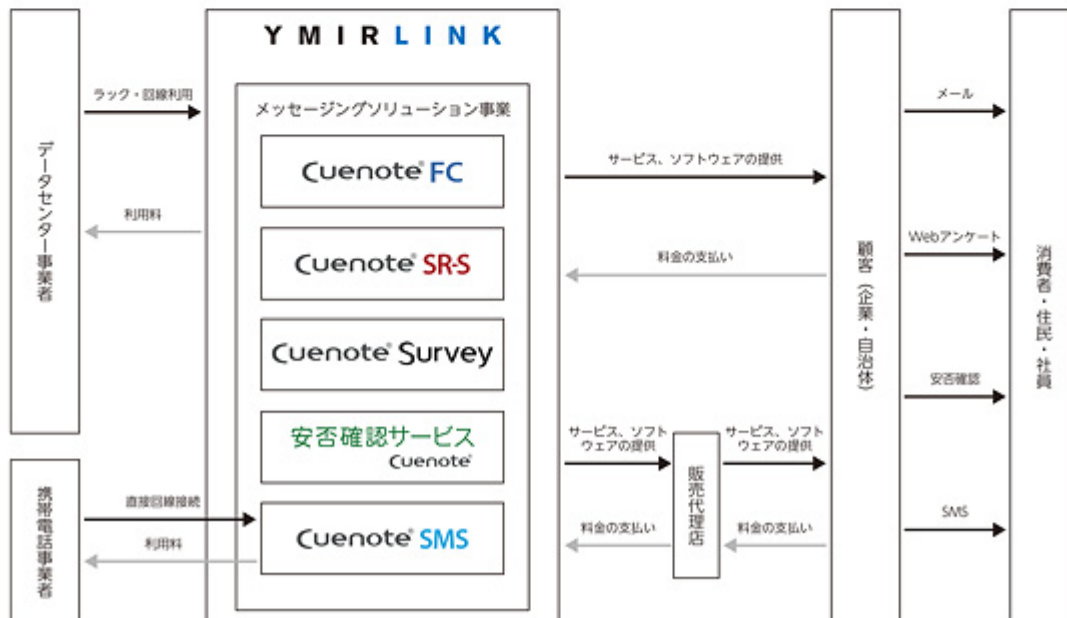 YMIRLINK
メッセージングソリューション事業
Cuenote® FC
Cuenote® SR-S
Cuenote® Survey
安否確認サービス
Cuenote®
Cuenote® SMS
データセンター事業者
ラック・回線利用
利用料
携帯電話事業者
直接回線接続
利用料
サービス、ソフトウェアの提供
料金の支払い
サービス、ソフト
ウェアの提供
料金の支払い
販売代理店
サービス、ソフト
ウェアの提供
料金の支払い
顧客（企業・自治体）
メール
Webアンケート
安否確認
SMS
消費者・住民・社員